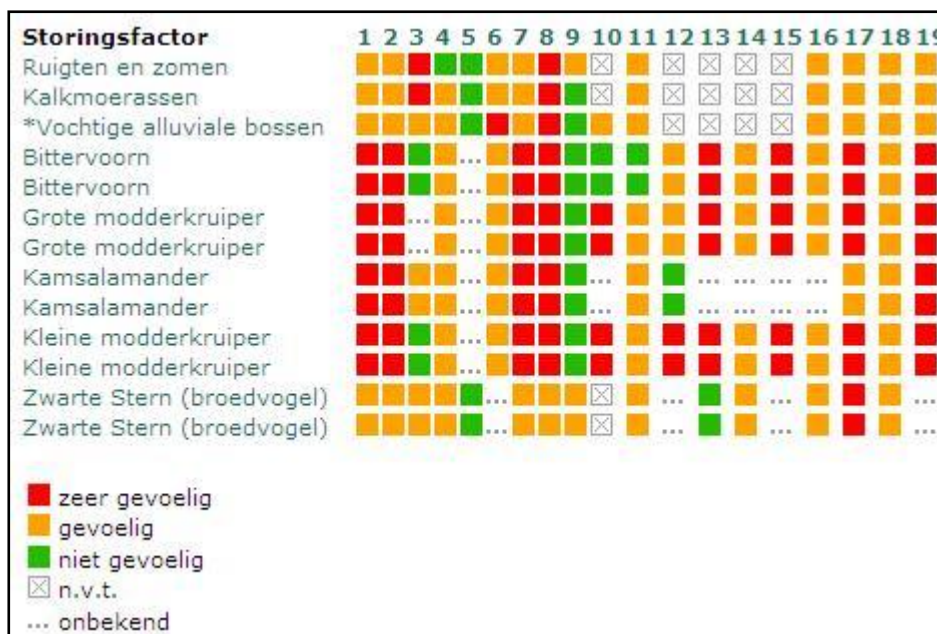 Storingsfactor 1 2 3 4 5 6 7 8 9 10 11 12 13 14 15 16 17 18 19
Ruigten en zomen
Kalkmoerassen
*Vochtige alluviale bossen
Bittervoorn ...
Bittervoorn ...
Grote modderkruiper ... ...
Grote modderkruiper ... ...
Kamsalamander ... ... ... ... ... ...
Kamsalamander ... ... ... ... ... ...
Kleine modderkruiper ...
Kleine modderkruiper ...
Zwarte Stern (broedvogel) ... ... ... ...
Zwarte Stern (broedvogel) ... ... ... ...
zeer gevoelig
gevoelig
niet gevoelig
n.v.t.
... onbekend